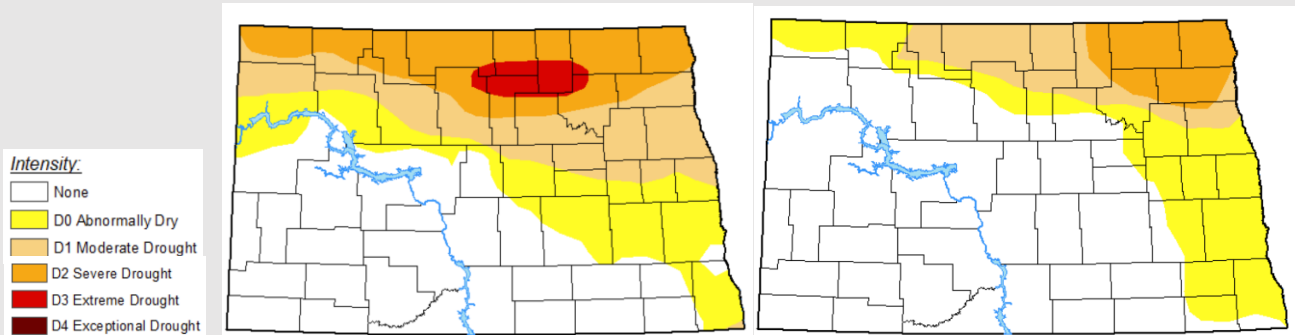 Intensity:
None
D0 Abnormally Dry
D1 Moderate Drought
D2 Severe Drought
D3 Extreme Drought
D4 Exceptional Drought